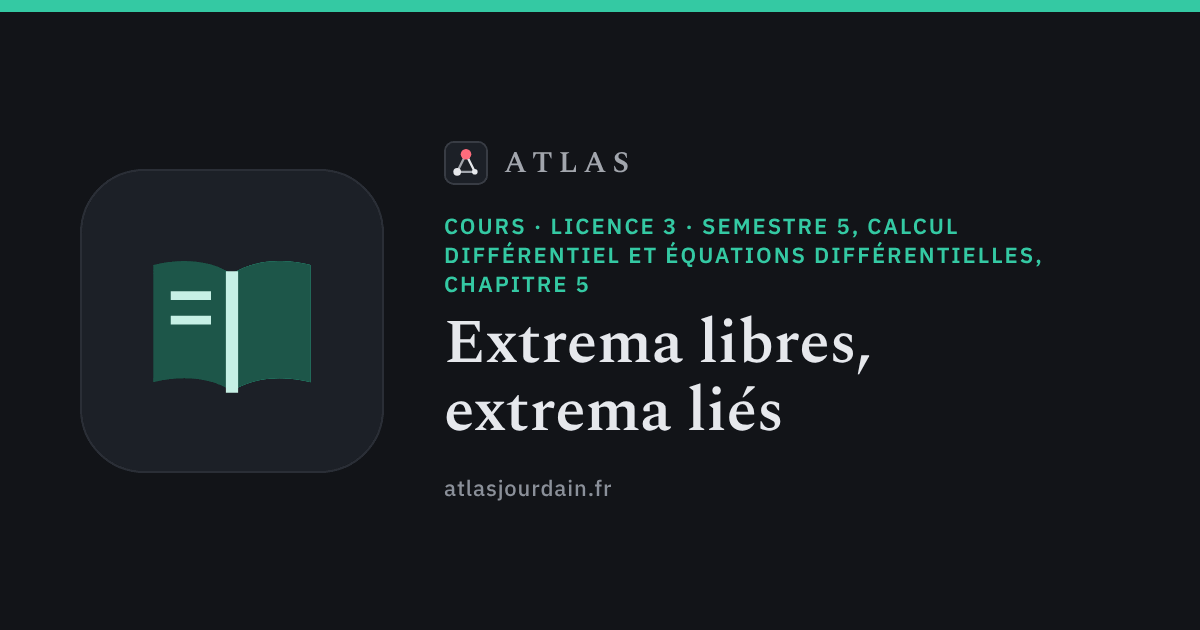 ATLAS
COURS · LICENCE 3 · SEMESTRE 5, CALCUL
DIFFÉRENTIEL ET ÉQUATIONS DIFFÉRENTIELLES,
CHAPITRE 5
Extrema libres,
extrema liés
atlasjourdain.fr